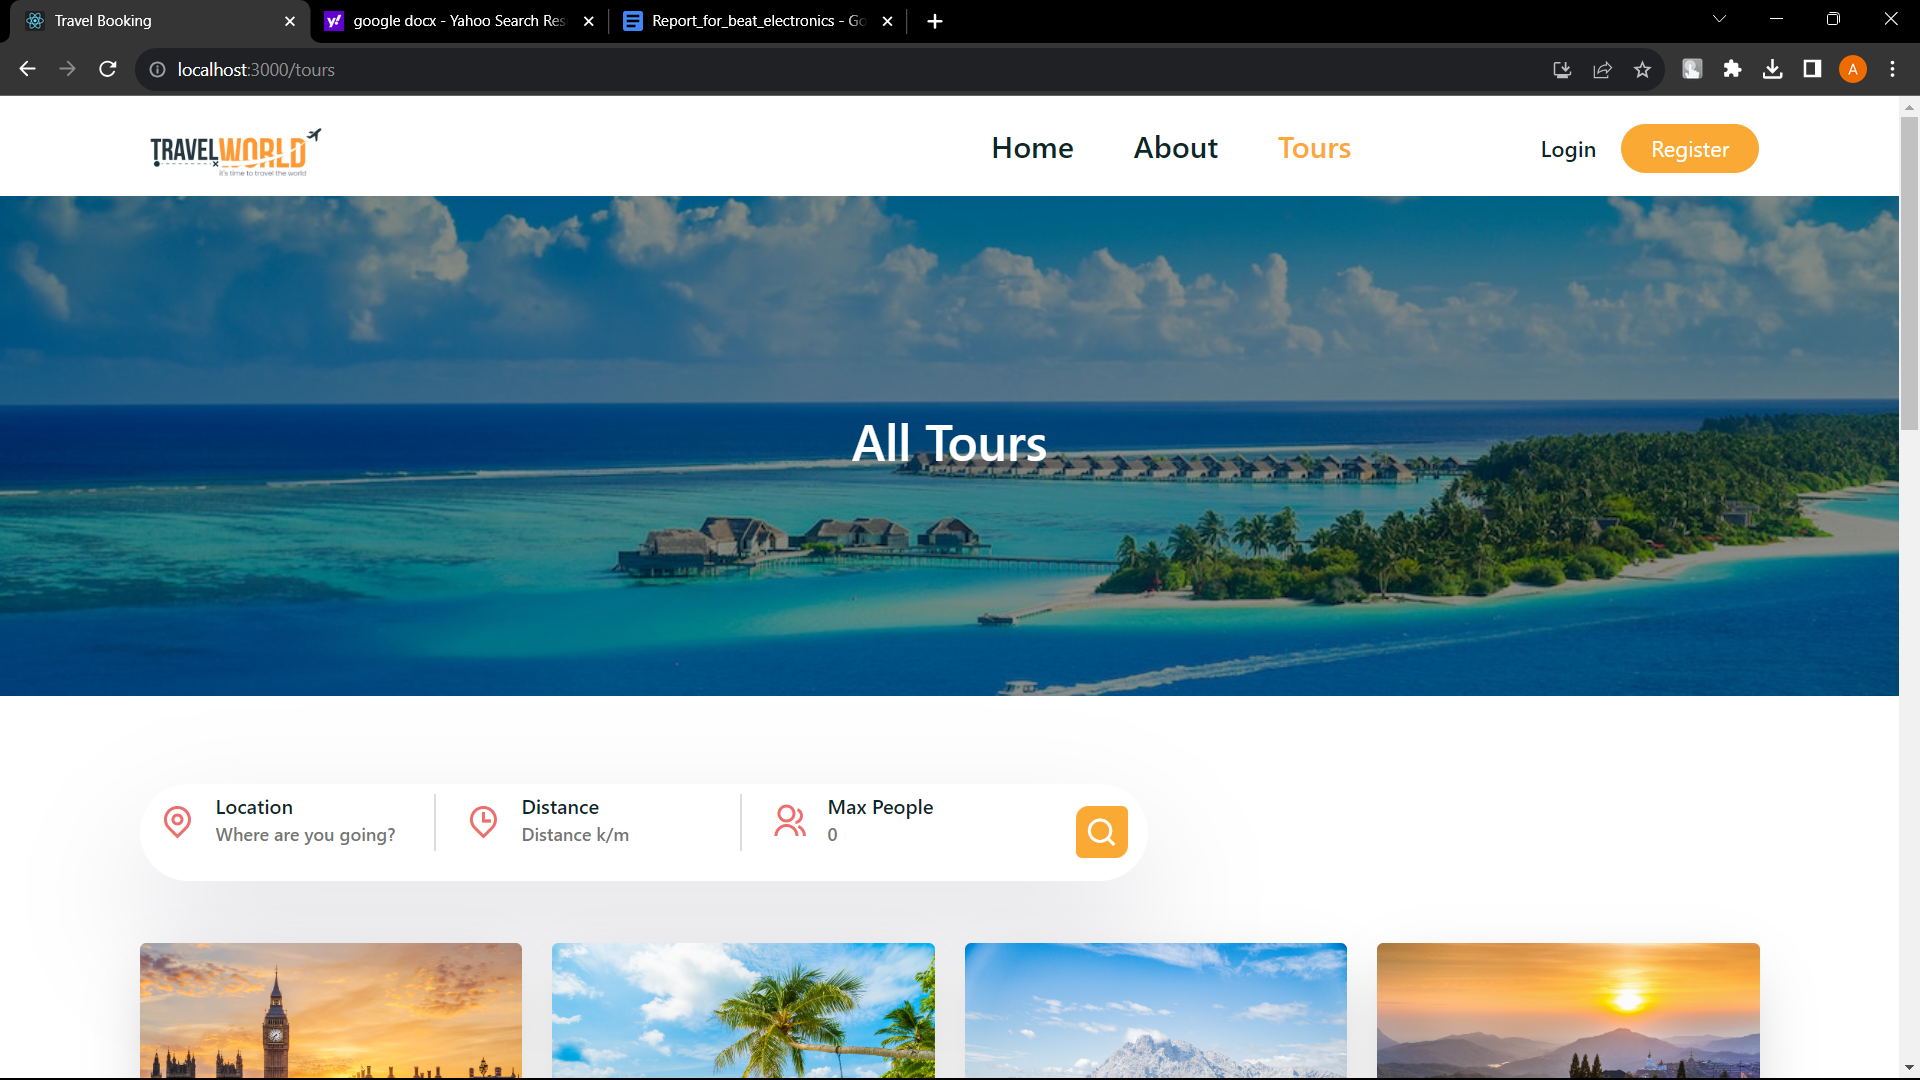 Travel Booking
google docx - Yahoo Search Res
Report_for_beat_electronics - Go
localhost:3000/tours
A
TRAVELWORLD
it's time to travel the world
Home
About
Tours
Login
Register
All Tours
Location
Where are you going?
Distance
Distance k/m
Max People
0